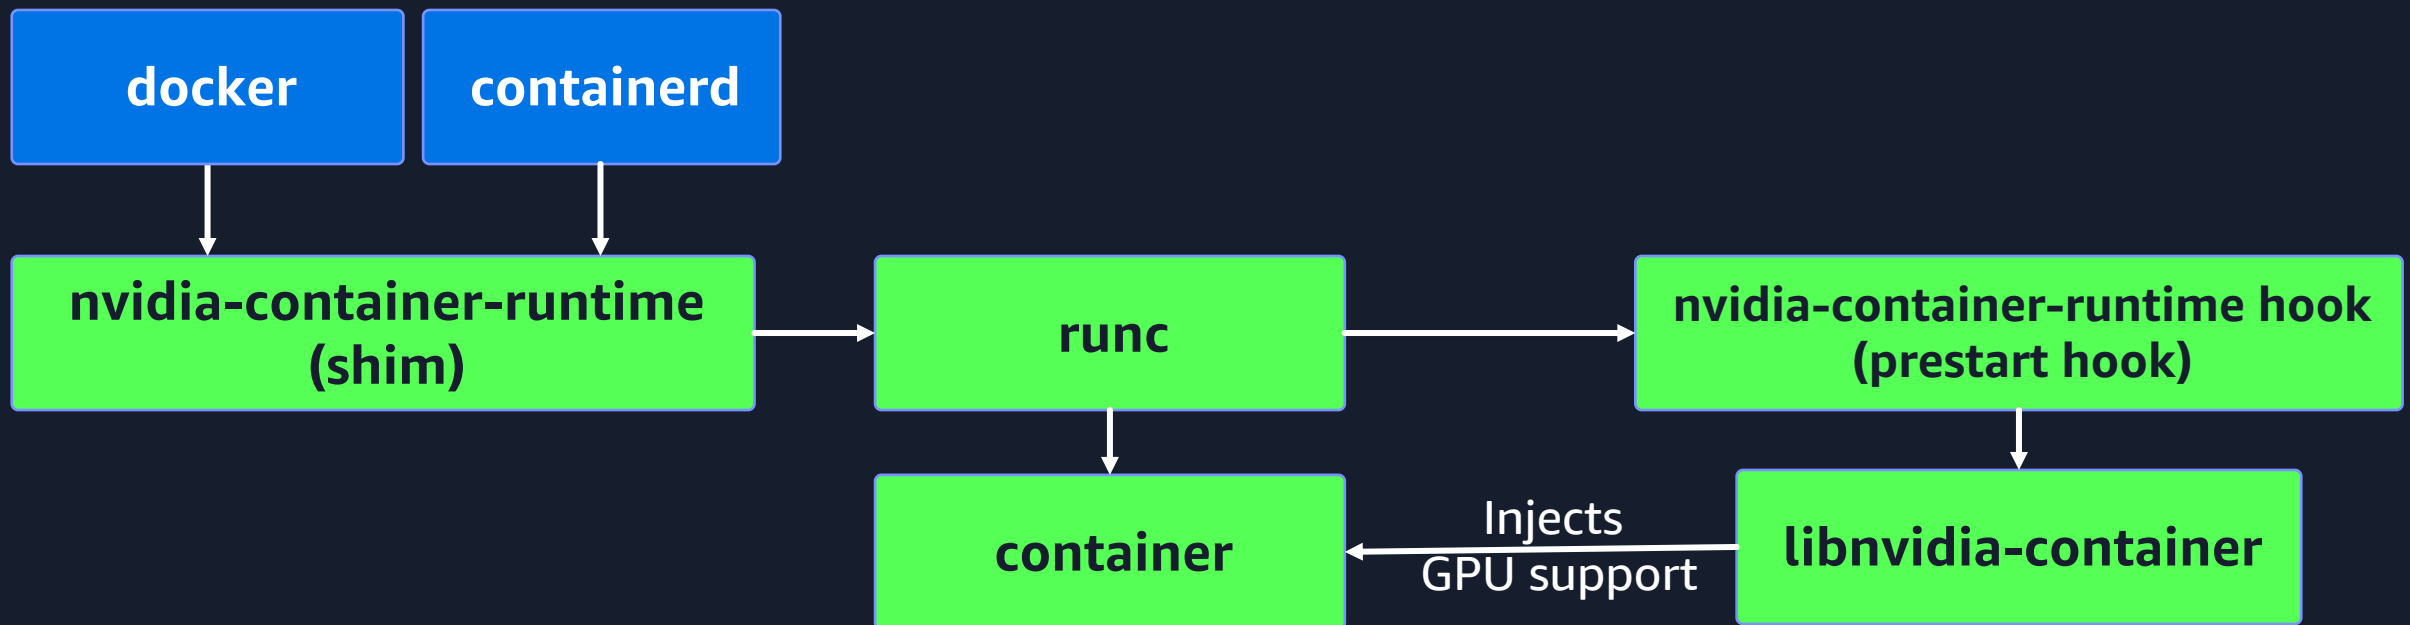 docker
containerd
nvidia-container-runtime
(shim)
runc
nvidia-container-runtime hook
(prestart hook)
container
Injects
GPU support
libnvidia-container